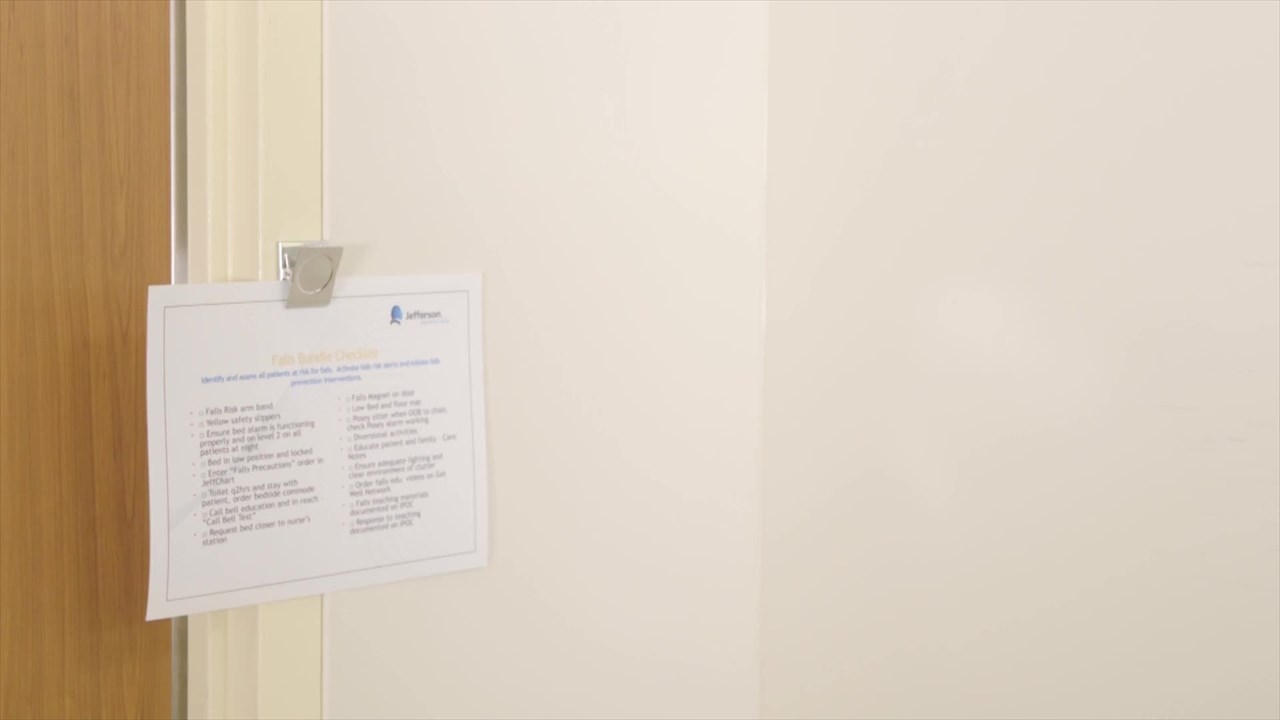 Jefferson
Falls Bundle Checklist
Identify and assess all patients at risk for falls. Activate falls risk alerts and initiate falls
prevention interventions.
Falls Risk arm band
Yellow safety slippers
Ensure bed alarm is functioning
properly and on level 2 on all
patients at night
Bed in low position and locked
Enter "Falls Precautions" order in
JeffChart
Toilet q2hrs and stay with
patient, order bedside commode
Call bell education and in reach
"Call Bell Test"
Request bed closer to nurse's
station
Falls Magnet on door
Low Bed and floor mat
Posey sitter when OOB to chair,
check Posey alarm working
Diversional activities
Educate patient and family - Care
Notes
Ensure adequate lighting and
clear environment of clutter
Order falls edu. videos on Get
Well Network
Falls teaching materials
documented on IPOC
Response to teaching
documented on IPOC